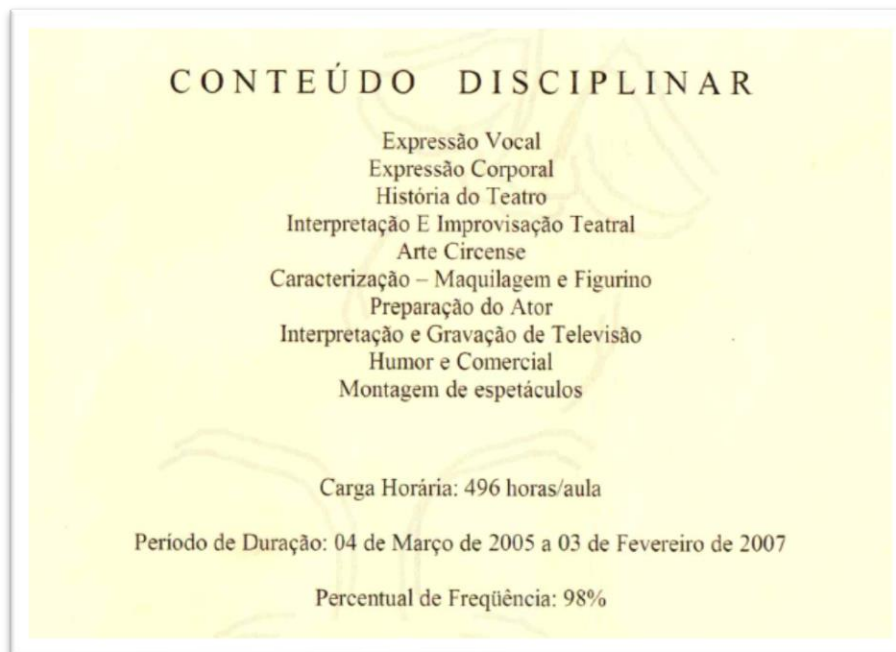 CONTEÚDO DISCIPLINAR
Expressão Vocal
Expressão Corporal
História do Teatro
Interpretação E Improvisação Teatral
Arte Circense
Caracterização – Maquilagem e Figurino
Preparação do Ator
Interpretação e Gravação de Televisão
Humor e Comercial
Montagem de espetáculos
Carga Horária: 496 horas/aula
Período de Duração: 04 de Março de 2005 a 03 de Fevereiro de 2007
Percentual de Freqüência: 98%